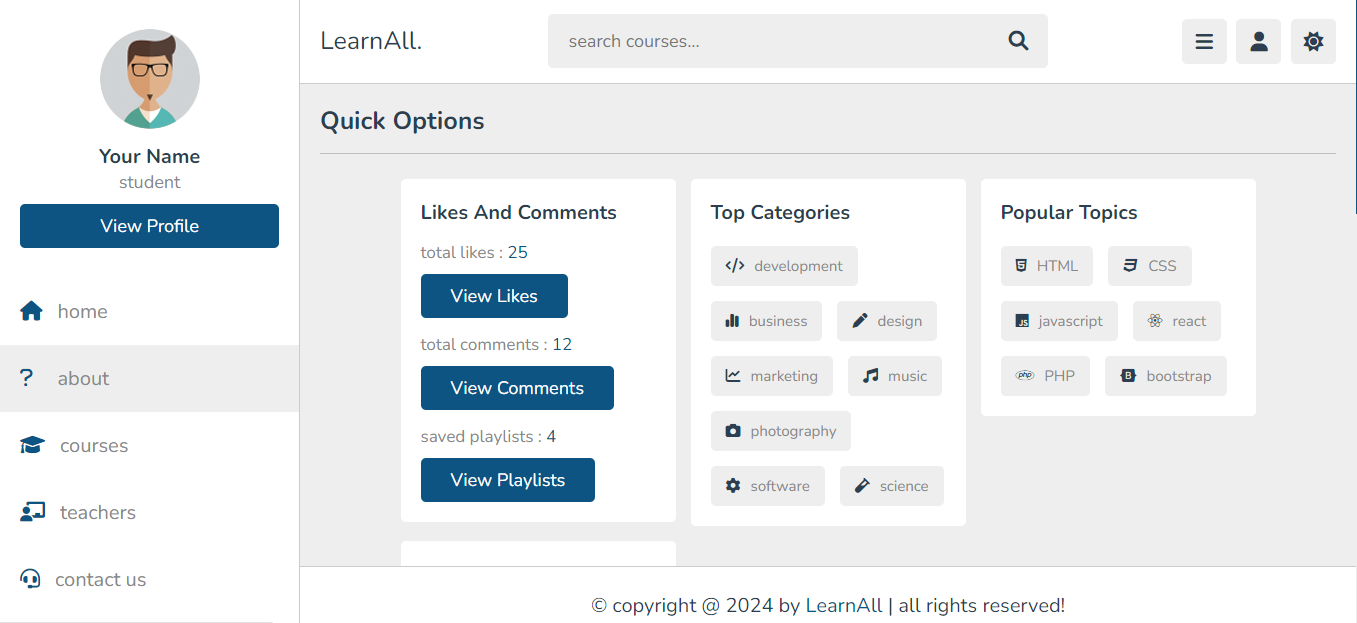 LearnAll.
search courses...
Your Name
student
View Profile
home
about
courses
teachers
contact us
Quick Options
Likes And Comments
total likes : 25
View Likes
total comments : 12
View Comments
saved playlists : 4
View Playlists
Top Categories
development
business design
marketing music
photography
software science
Popular Topics
HTML CSS
JS javascript react
php PHP B bootstrap
© copyright @ 2024 by LearnAll | all rights reserved!